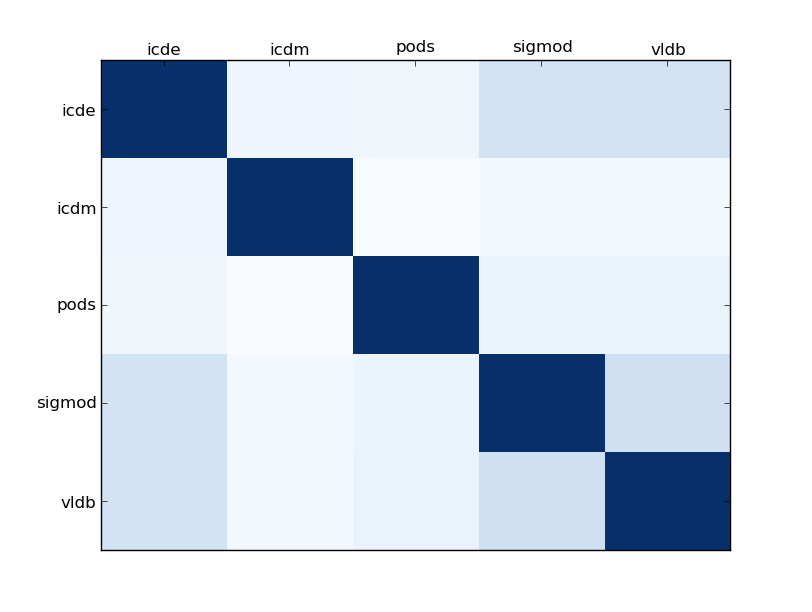 icde icdm pods sigmod vldb
icde
icdm
pods
sigmod
vldb